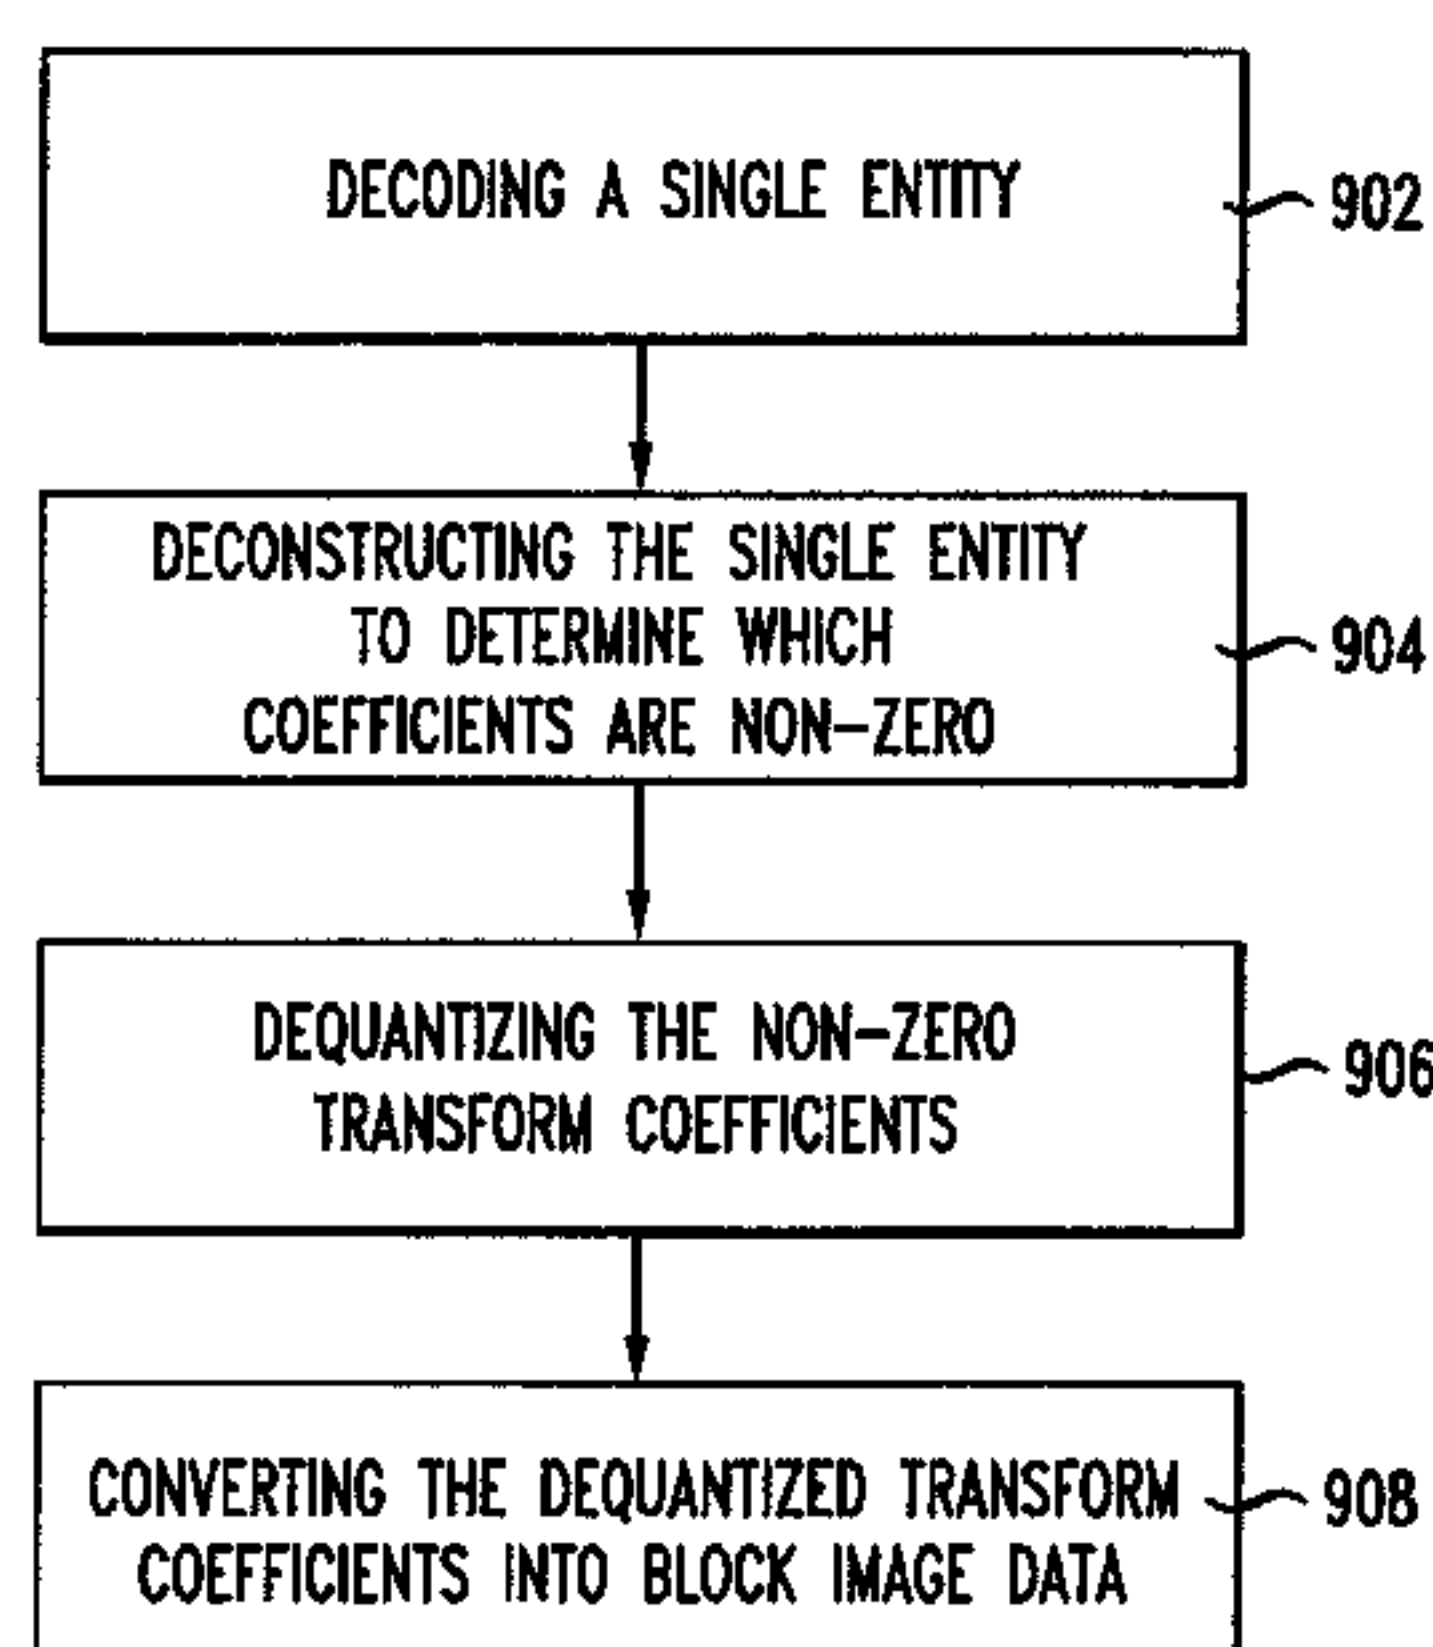 DECODING A SINGLE ENTITY
902
DECONSTRUCTING THE SINGLE ENTITY
TO DETERMINE WHICH
COEFFICIENTS ARE NON-ZERO
904
DEQUANTIZING THE NON-ZERO
TRANSFORM COEFFICIENTS
906
CONVERTING THE DEQUANTIZED TRANSFORM
COEFFICIENTS INTO BLOCK IMAGE DATA
908